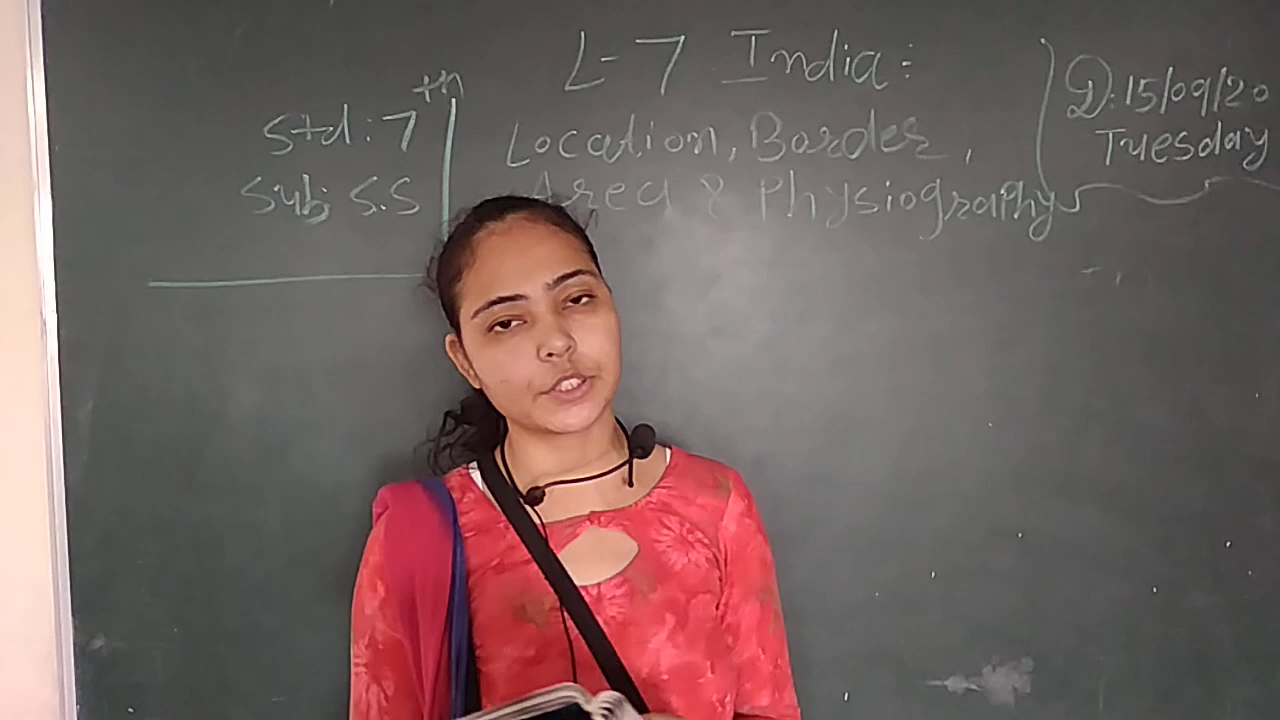 Std: 7th
Sub: S.S
L-7 India:
Location, Border,
Area & Physiography
D: 15/09/20
Tuesday